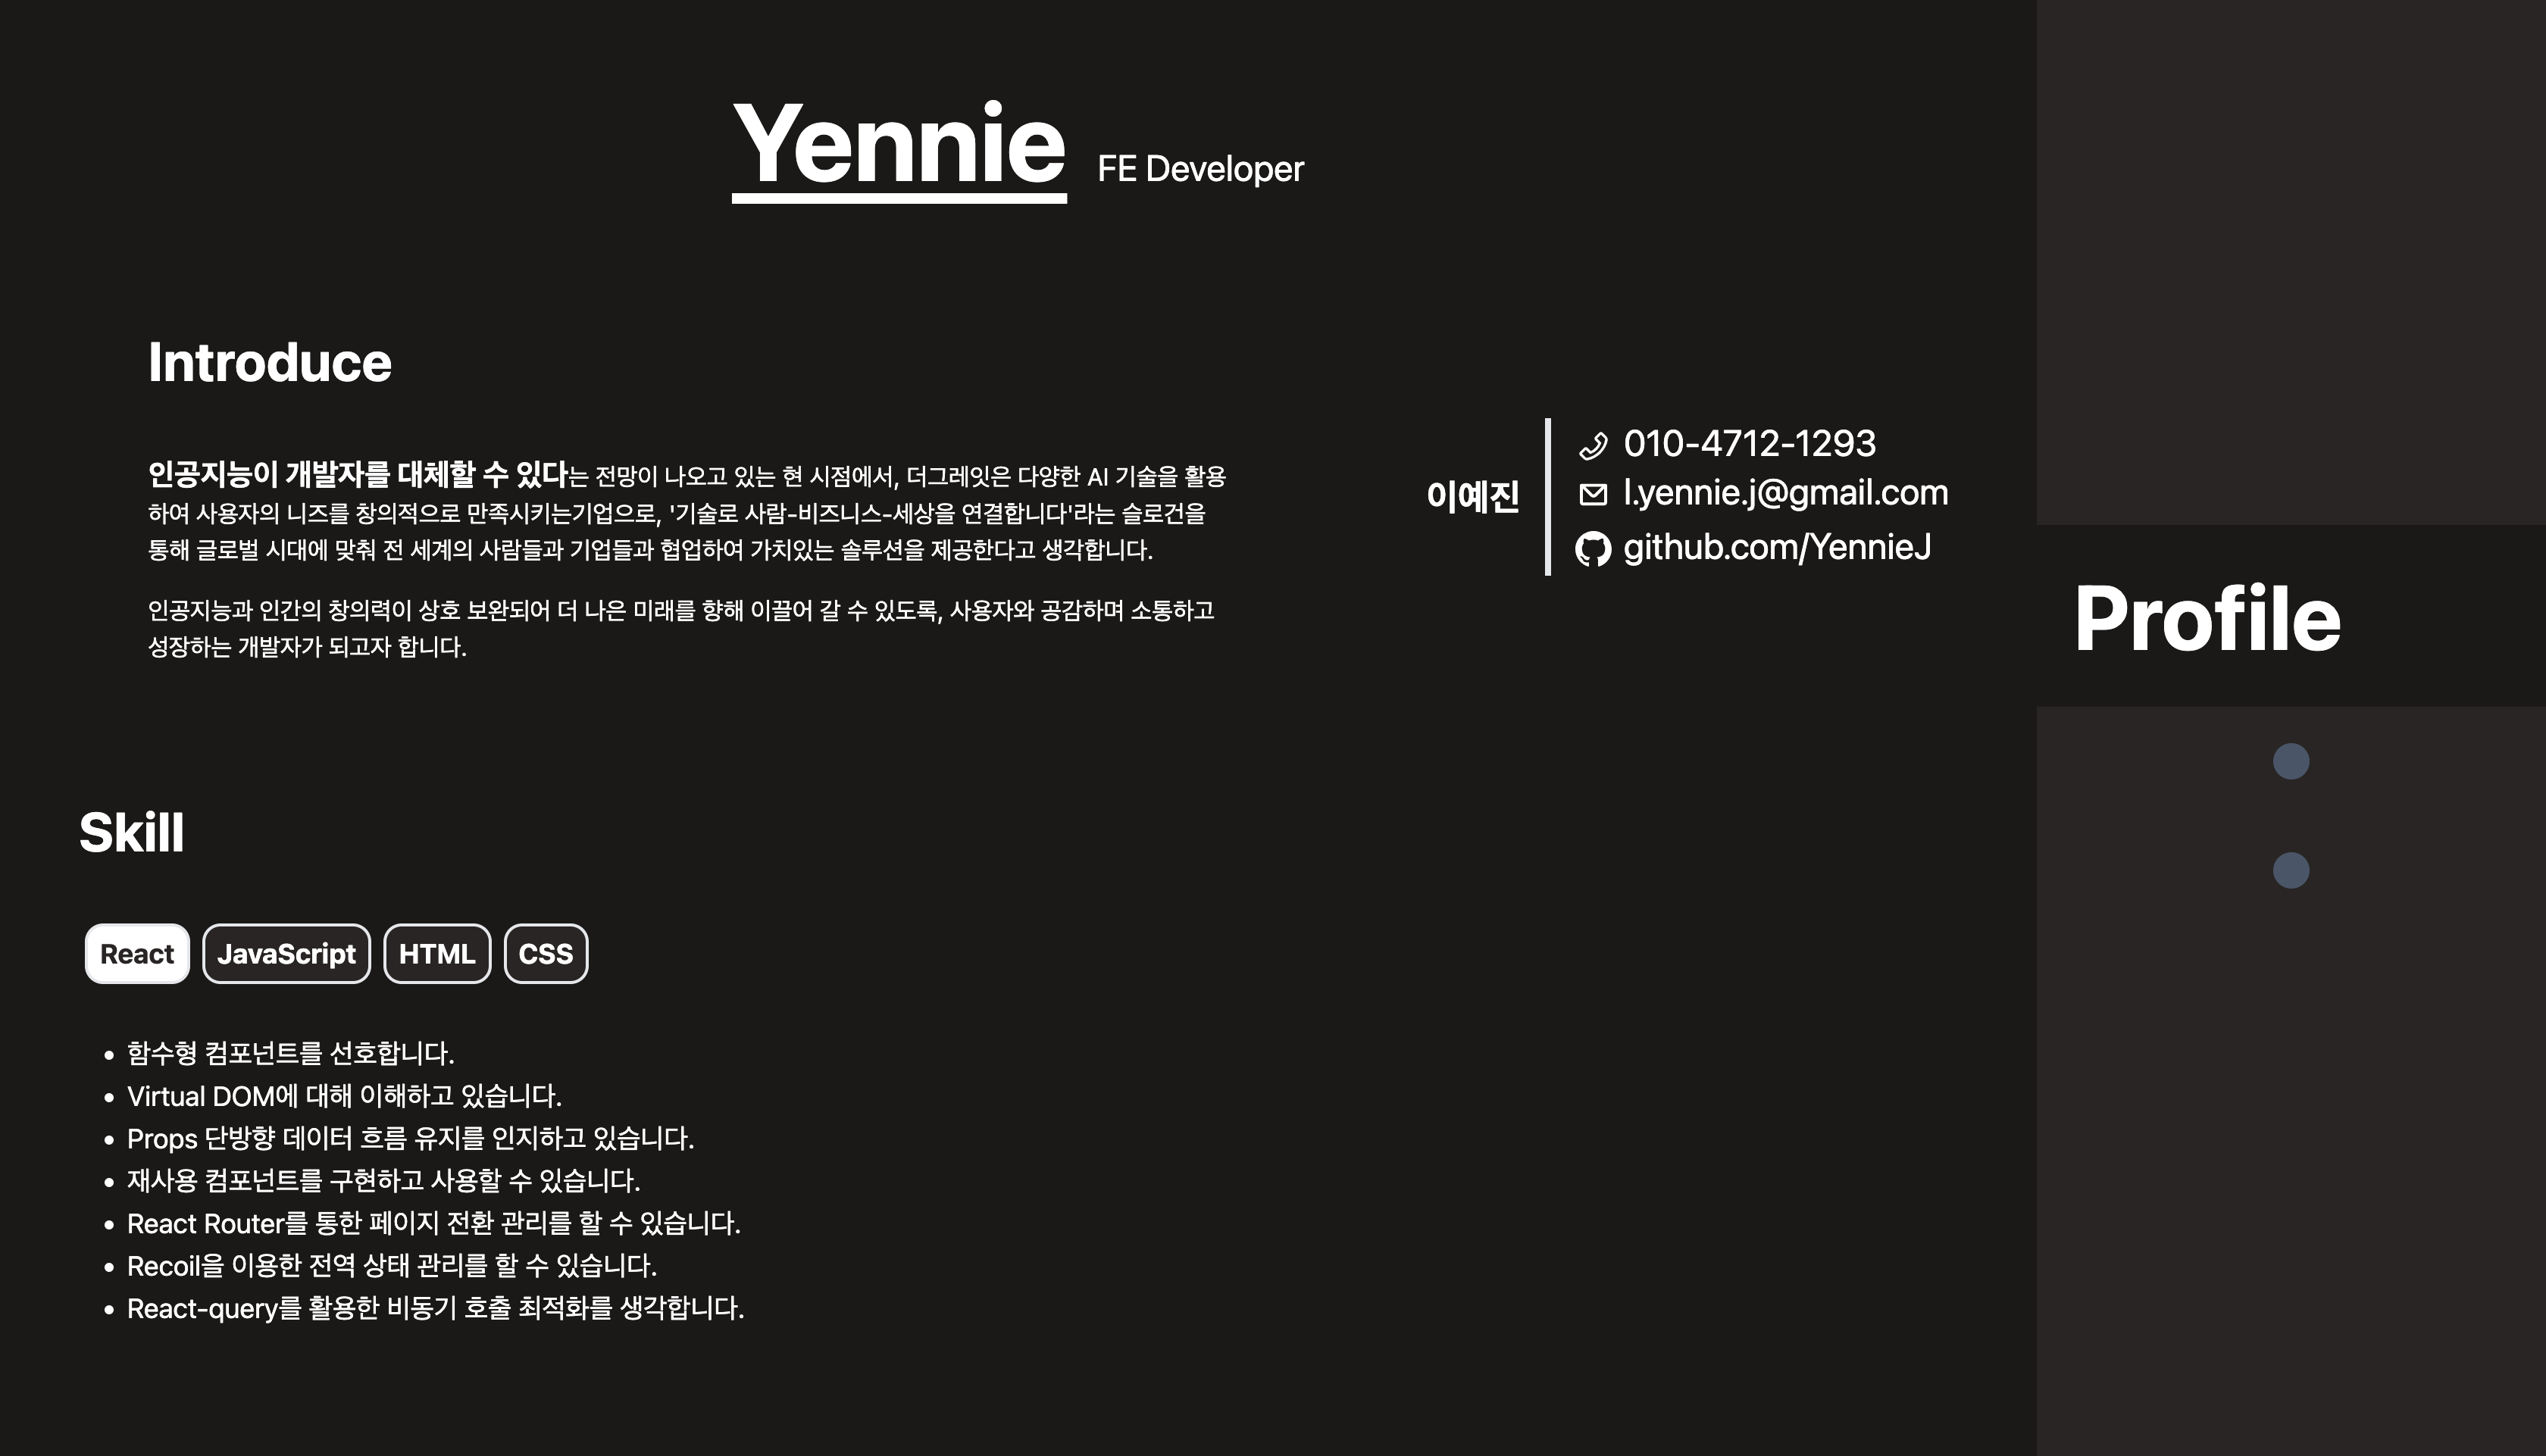 Yennie FE Developer
Introduce
인공지능이 개발자를 대체할 수 있다는 전망이 나오고 있는 현 시점에서, 더그레잇은 다양한 AI 기술을 활용
하여 사용자의 니즈를 창의적으로 만족시키는기업으로, '기술로 사람-비즈니스-세상을 연결합니다'라는 슬로건을
통해 글로벌 시대에 맞춰 전 세계의 사람들과 기업들과 협업하여 가치있는 솔루션을 제공한다고 생각합니다.
인공지능과 인간의 창의력이 상호 보완되어 더 나은 미래를 향해 이끌어 갈 수 있도록, 사용자와 공감하며 소통하고
성장하는 개발자가 되고자 합니다.
이예진
010-4712-1293
l.yennie.j@gmail.com
github.com/YennieJ
Profile
Skill
React JavaScript HTML CSS
• 함수형 컴포넌트를 선호합니다.
• Virtual DOM에 대해 이해하고 있습니다.
• Props 단방향 데이터 흐름 유지를 인지하고 있습니다.
• 재사용 컴포넌트를 구현하고 사용할 수 있습니다.
• React Router를 통한 페이지 전환 관리를 할 수 있습니다.
• Recoil을 이용한 전역 상태 관리를 할 수 있습니다.
• React-query를 활용한 비동기 호출 최적화를 생각합니다.